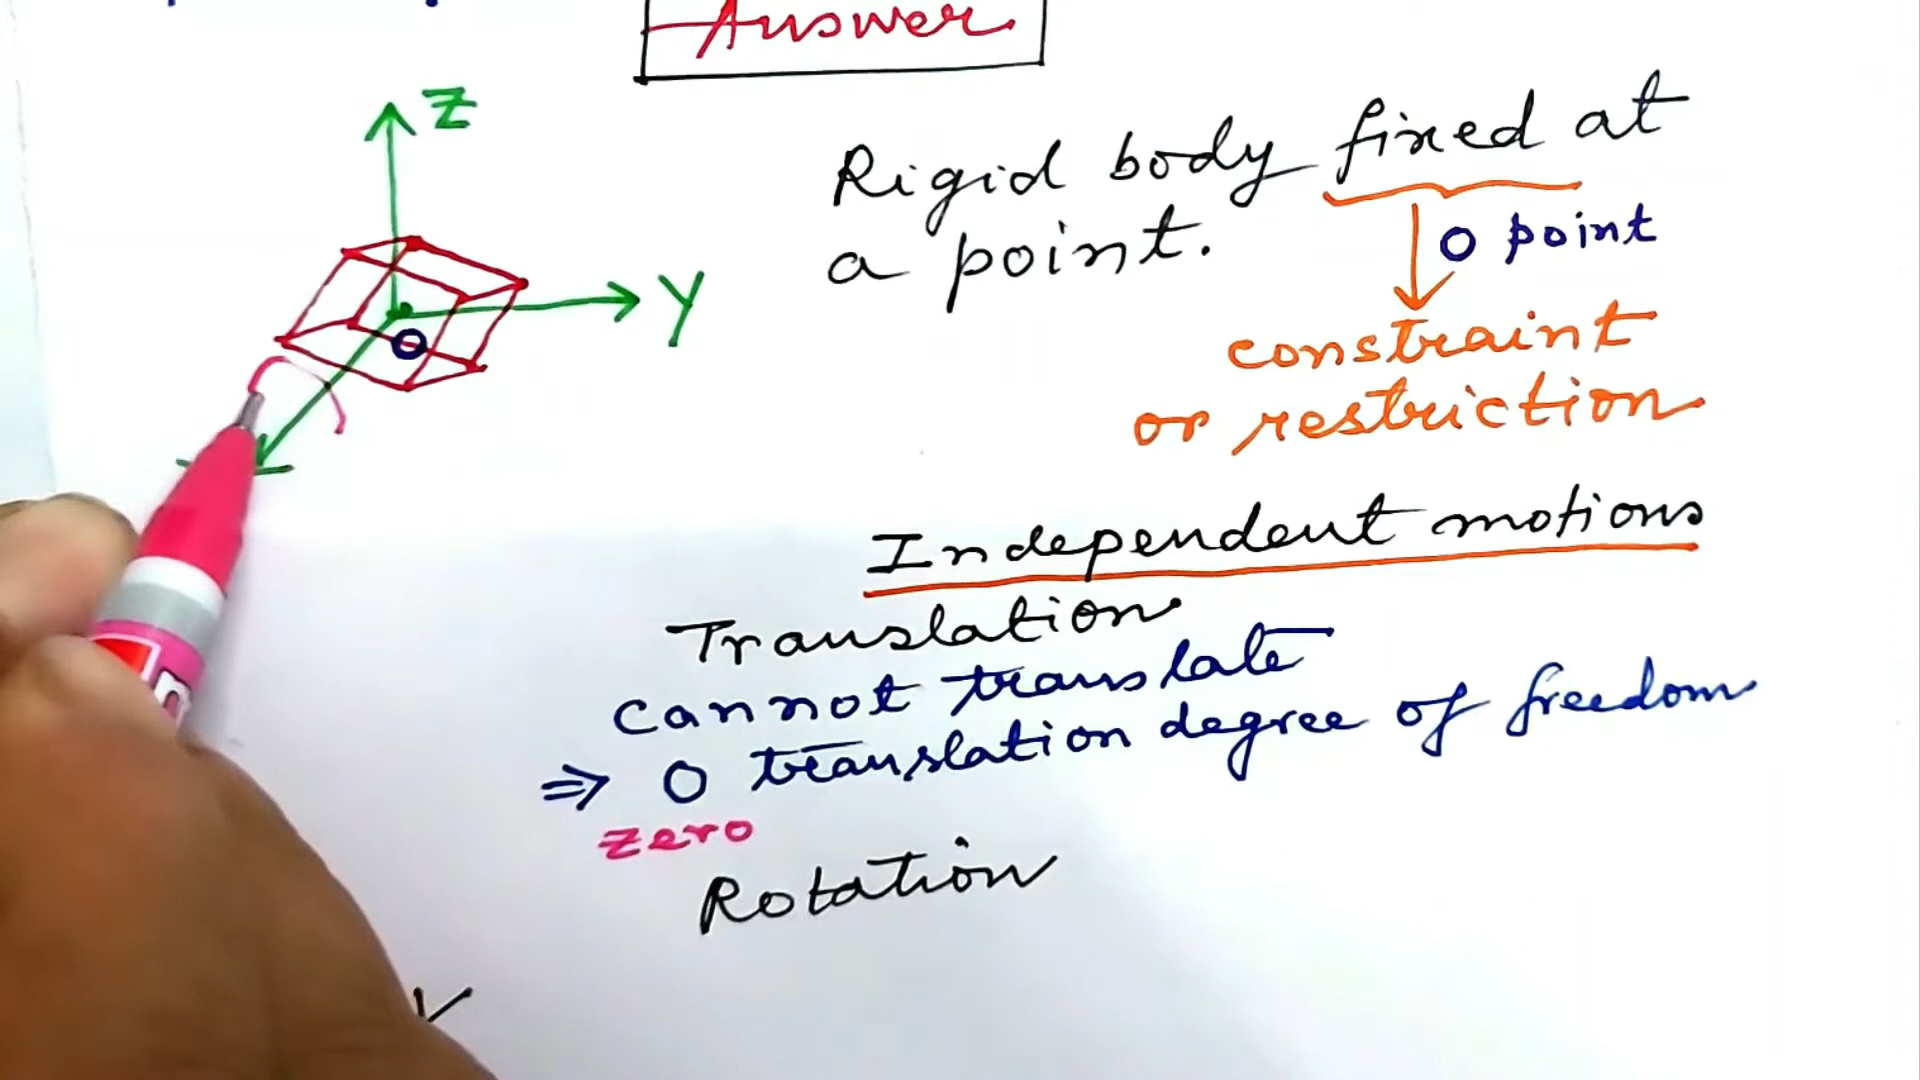 Answer
Z
Rigid body fixed at
a point.
O point
Y
O
constraint
or restriction
Independent motions
Translation
cannot translate
⇒ 0 translation degree of freedom
zero
Rotation